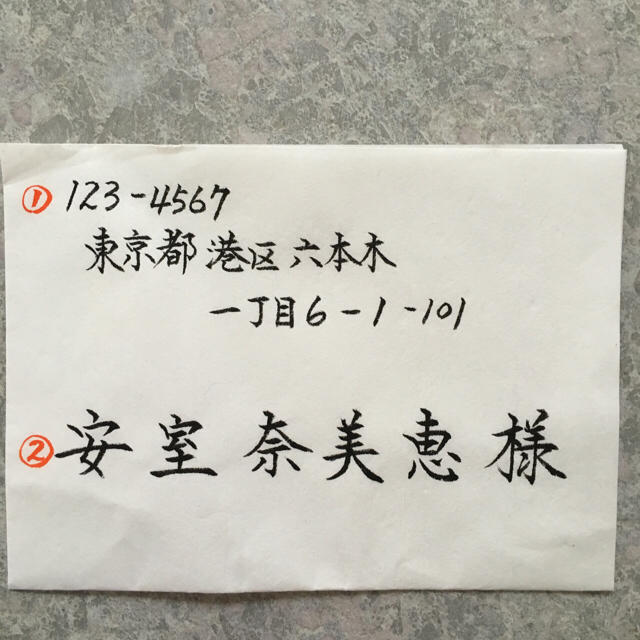 ① 123-4567
東京都 港区六本木
一丁目6-1-101
② 安室奈美恵様